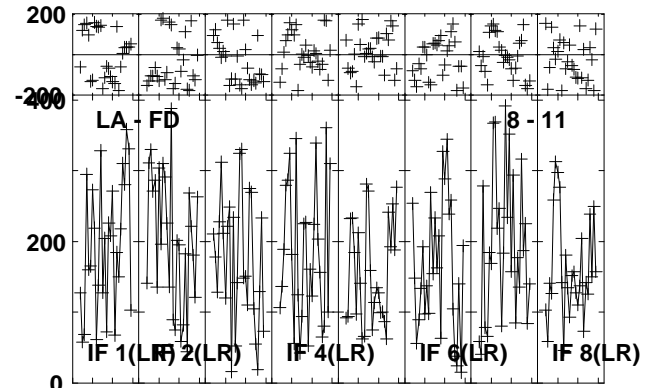 200
-200
400
LA - FD
8 - 11
200
IF 1(LR)
IF 2(LR)
IF 4(LR)
IF 6(LR)
IF 8(LR)
0